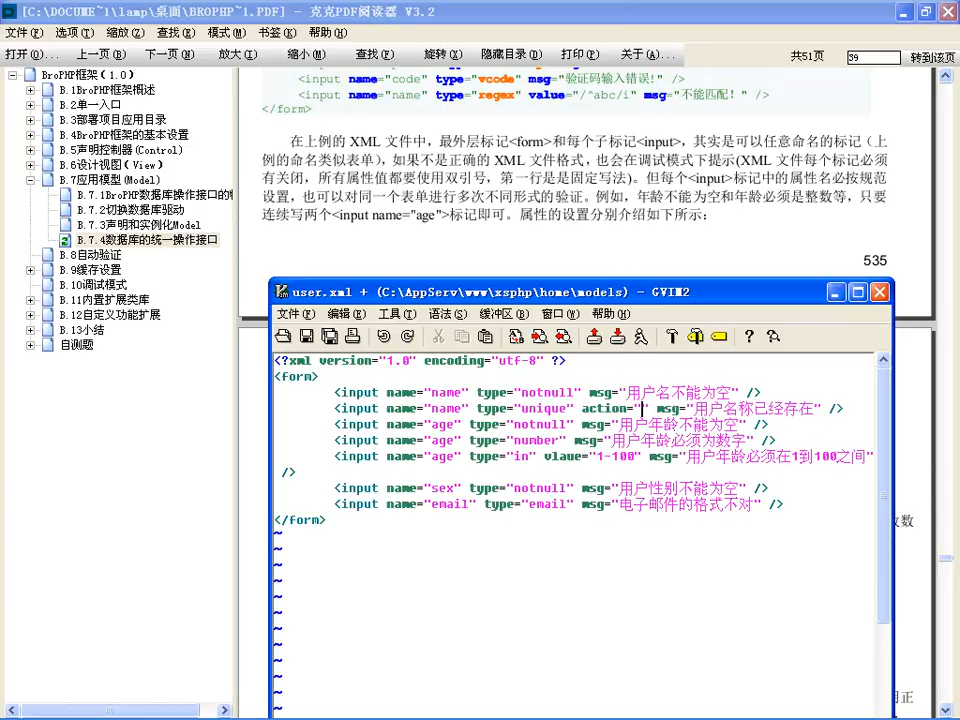 [C:\DOCUME~1\lamp\桌面\BROPHP~1.PDF] - 克克PDF阅读器 V3.2
文件(F) 选项(T) 缩放(Z) 查找(R) 模式(M) 书签(K) 帮助(H)
打开(O)... 上一页(B) 下一页(N) 放大(I) 缩小(M) 查找(F) 旋转(X) 隐藏目录(D) 打印(P) 关于(A)... 共51页 39 转到该页
BroPHP框架(1.0)
B.1BroPHP框架概述
B.2单一入口
B.3部署项目应用目录
B.4BroPHP框架的基本设置
B.5声明控制器(Control)
B.6设计视图(View)
B.7应用模型(Model)
B.7.1BroPHP数据库操作接口的
B.7.2切换数据库驱动
B.7.3声明和实例化Model
B.7.4数据库的统一操作接口
B.8自动验证
B.9缓存设置
B.10调试模式
B.11内置扩展类库
B.12自定义功能扩展
B.13小结
自测题
<input name="code" type="vcode" msg="验证码输入错误!" />
<input name="name" type="regex" value="/^abc/i" msg="不能匹配！" />
</form>
在上例的 XML 文件中，最外层标记<form>和每个子标记<input>，其实是可以任意命名的标记（上
例的命名类似表单），如果不是正确的 XML 文件格式，也会在调试模式下提示(XML 文件每个标记必须
有关闭，所有属性值都要使用双引号，第一行是是固定写法)。但每个<input>标记中的属性名必按规范
设置，也可以对同一个表单进行多次不同形式的验证。例如，年龄不能为空和年龄必须是整数等，只要
连续写两个<input name="age">标记即可。属性的设置分别介绍如下所示：
535
user.xml + (C:\AppServ\www\xsphp\home\models) - GVIM2
文件(F) 编辑(E) 工具(T) 语法(S) 缓冲区(B) 窗口(W) 帮助(H)
<?xml version="1.0" encoding="utf-8" ?>
<form>
<input name="name" type="notnull" msg="用户名不能为空" />
<input name="name" type="unique" action="" msg="用户名称已经存在" />
<input name="age" type="notnull" msg="用户年龄不能为空" />
<input name="age" type="number" msg="用户年龄必须为数字" />
<input name="age" type="in" vlaue="1-100" msg="用户年龄必须在1到100之间"
/>
<input name="sex" type="notnull" msg="用户性别不能为空" />
<input name="email" type="email" msg="电子邮件的格式不对" />
</form>
~
~
~
~
~
~
~
~
~
~
~
~
数
正